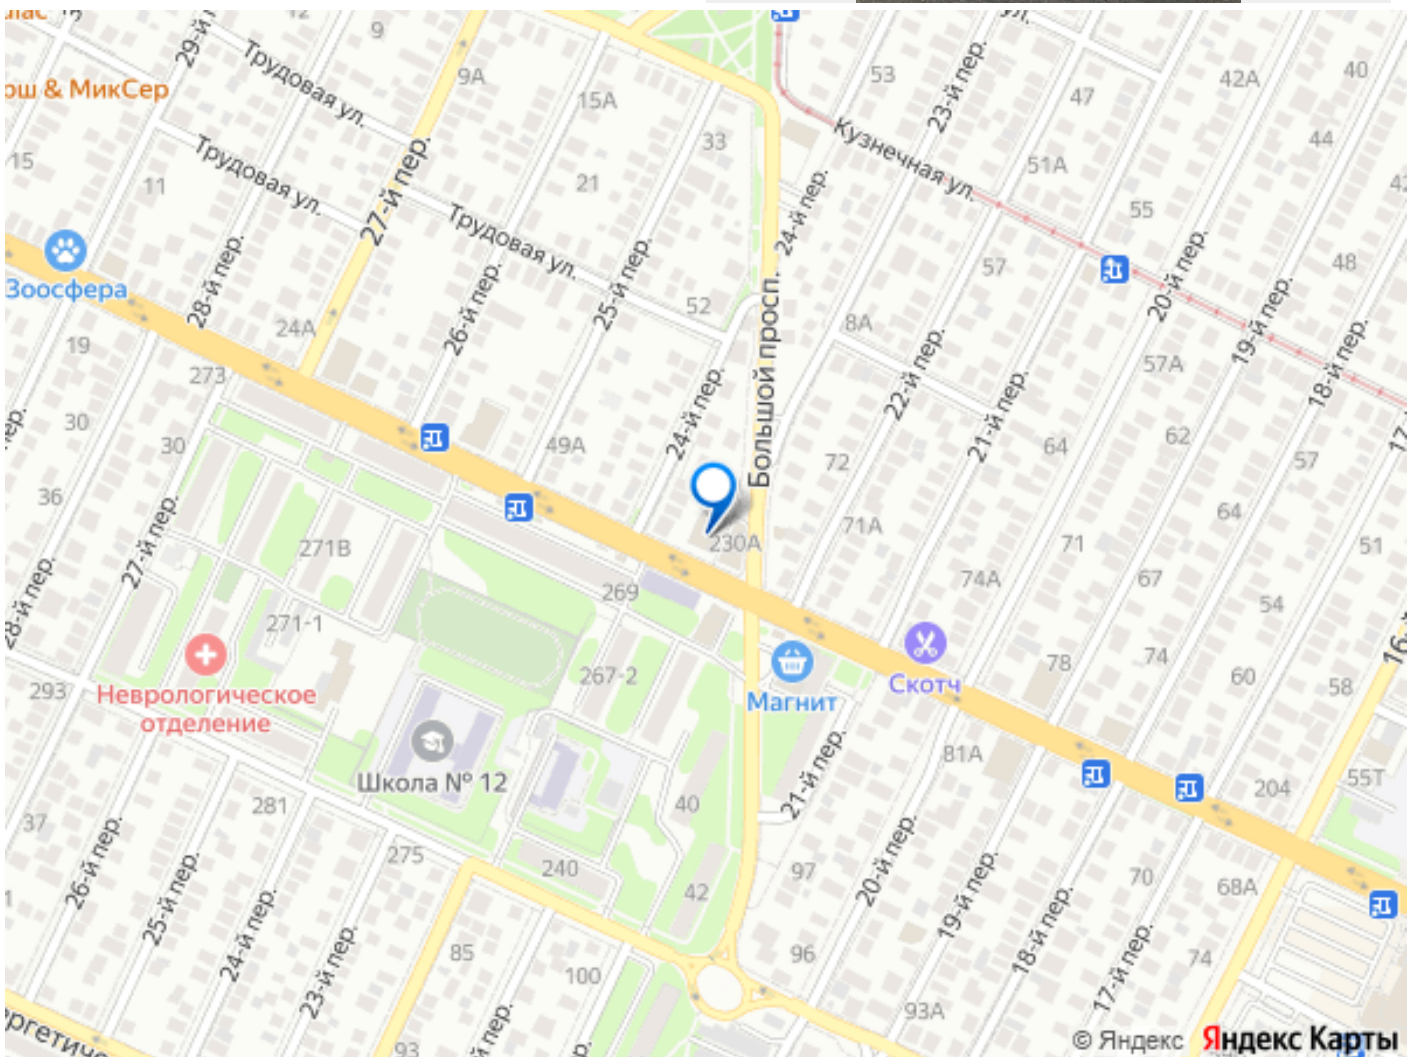 12
9
29-й
Трудовая ул.
9А
15А
33
53
23-й пер.
47
42А
40
ош & МикСер
Кузнечная ул.
44
15
Трудовая ул.
27-й пер.
11
21
51А
55
Трудовая ул.
24-й пер.
20-й пер.
Зоосфера
28-й пер.
26-й пер.
25-й пер.
52
8А
57
48
19-й пер.
19
24А
273
Большой просп.
24-й пер.
22-й пер.
21-й пер.
57А
18-й пер.
30
30
49А
72
64
62
57
36
27-й пер.
271В
230А
71А
71
64
51
28-й пер.
269
74А
67
54
271-1
Неврологическое
отделение
293
267-2
Магнит
Скотч
78
74
60
58
Школа № 12
281
40
21-й пер.
81А
204
55Т
37
26-й пер.
25-й пер.
24-й пер.
275
240
42
97
20-й пер.
19-й пер.
70
68А
23-й пер.
85
100
96
18-й пер.
17-й пер.
74
93
93А
© Яндекс Яндекс Карты